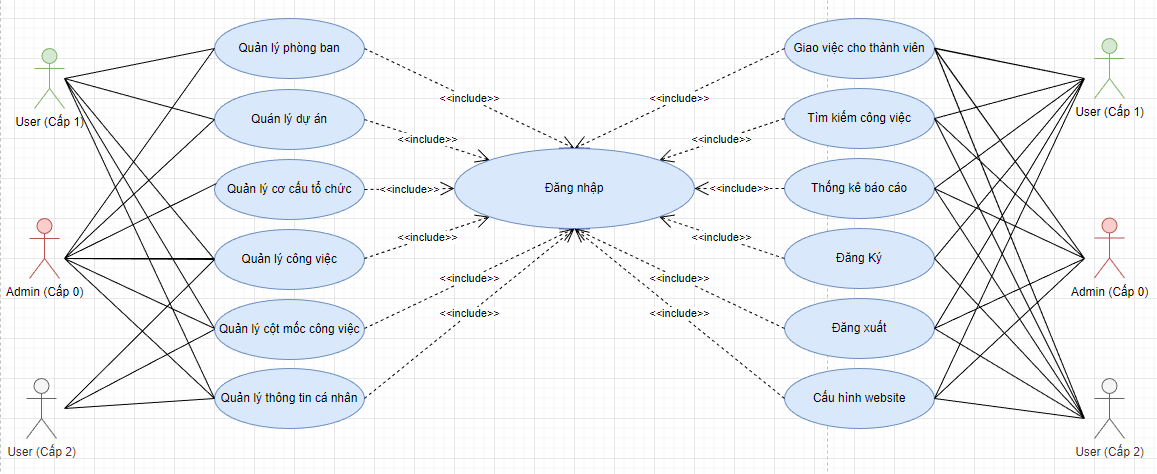 Quản lý phòng ban
Giao việc cho thành viên
User (Cấp 1)
<<include>>
<<include>>
User (Cấp 1)
Quán lý dự án
Tìm kiếm công việc
<<include>>
<<include>>
Quản lý cơ cấu tổ chức
<<include>>
Đăng nhập
<<include>>
Thống kê báo cáo
Quản lý công việc
<<include>>
<<include>>
Đăng Ký
Admin (Cấp 0)
<<include>>
<<include>>
Admin (Cấp 0)
Quản lý cột mốc công việc
<<include>>
<<include>>
Đăng xuất
Quản lý thông tin cá nhân
Cấu hình website
User (Cấp 2)
User (Cấp 2)